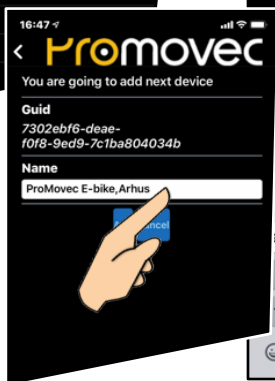 16:47
Promovec
You are going to add next device
Guid
7302ebf6-deae-
f0f8-9ed9-7c1ba804034b
Name
ProMovec E-bike,Arhus